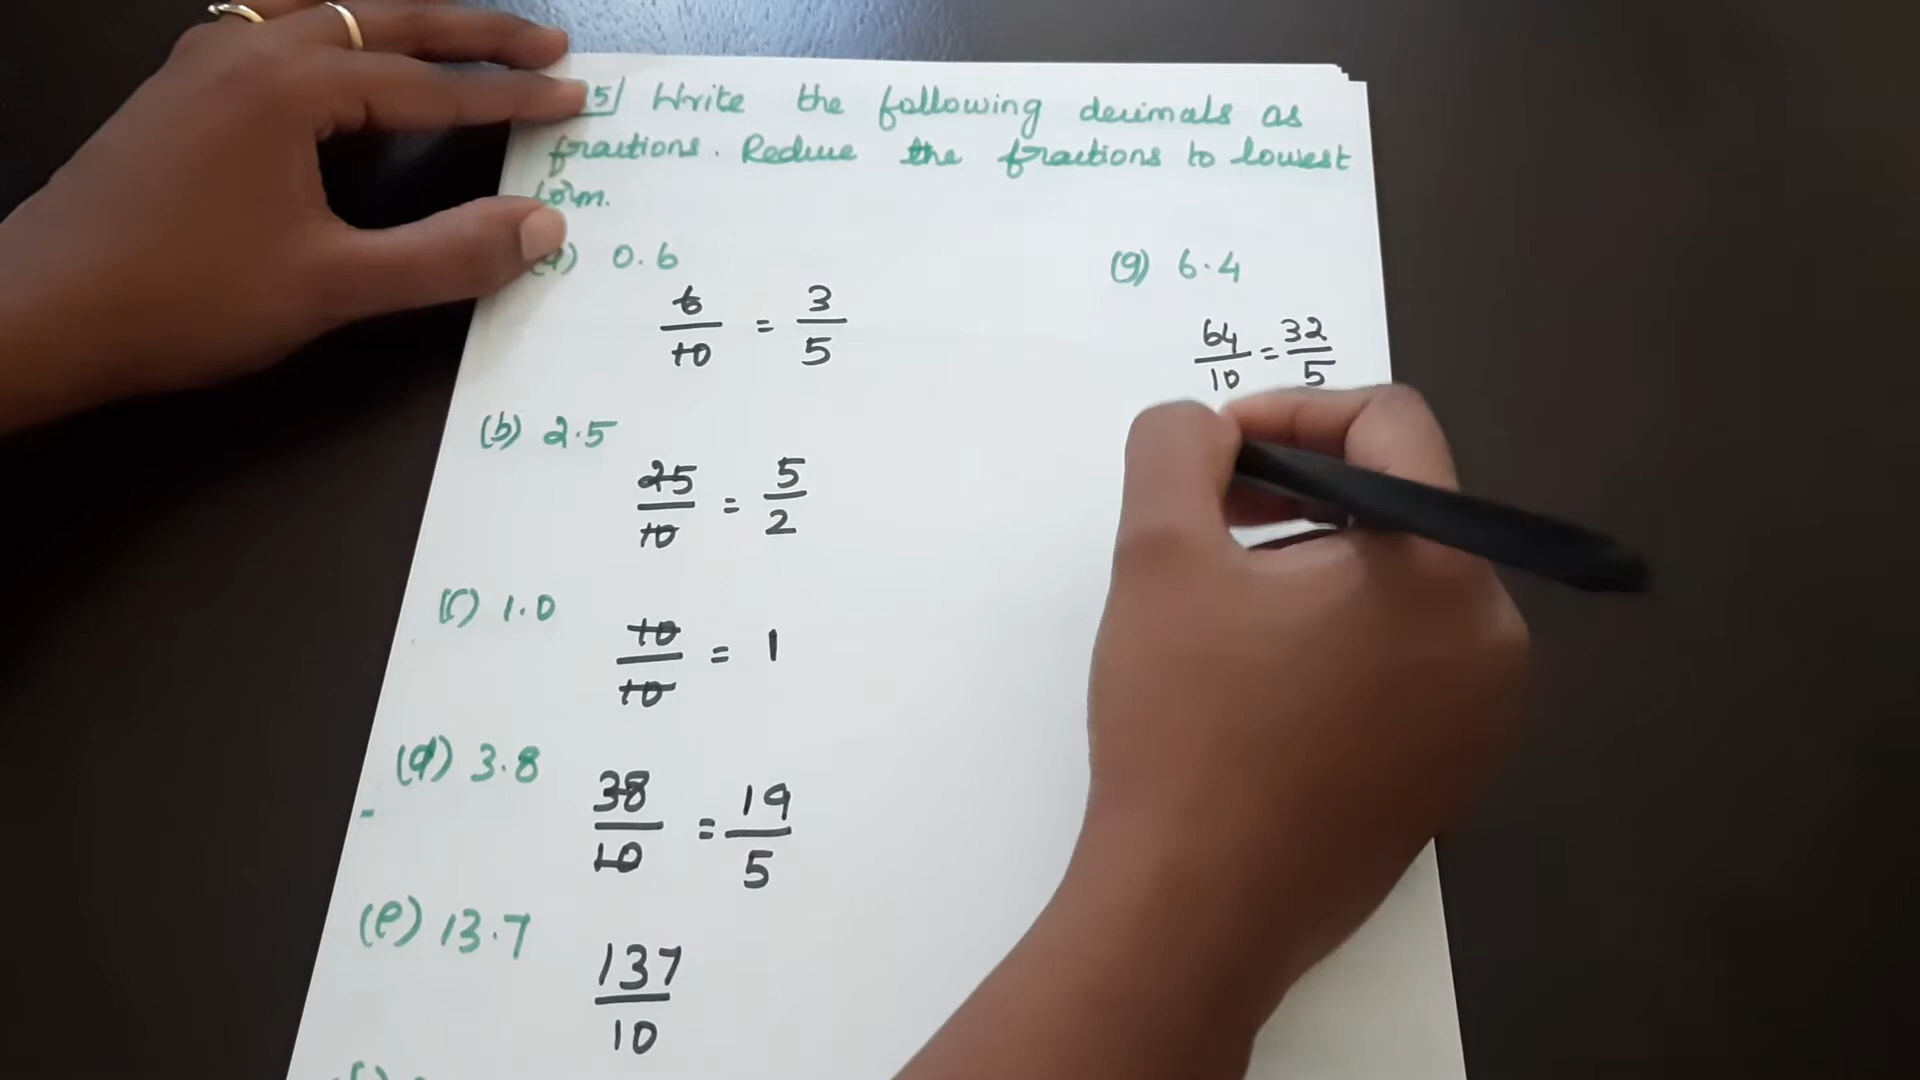 5) Write the following decimals as
fractions. Reduce the fractions to lowest
form.
(a) 0.6
6/10 = 3/5
(b) 2.5
25/10 = 5/2
(c) 1.0
10/10 = 1
(d) 3.8
38/10 = 19/5
(e) 13.7
137/10
(g) 6.4
64/10 = 32/5